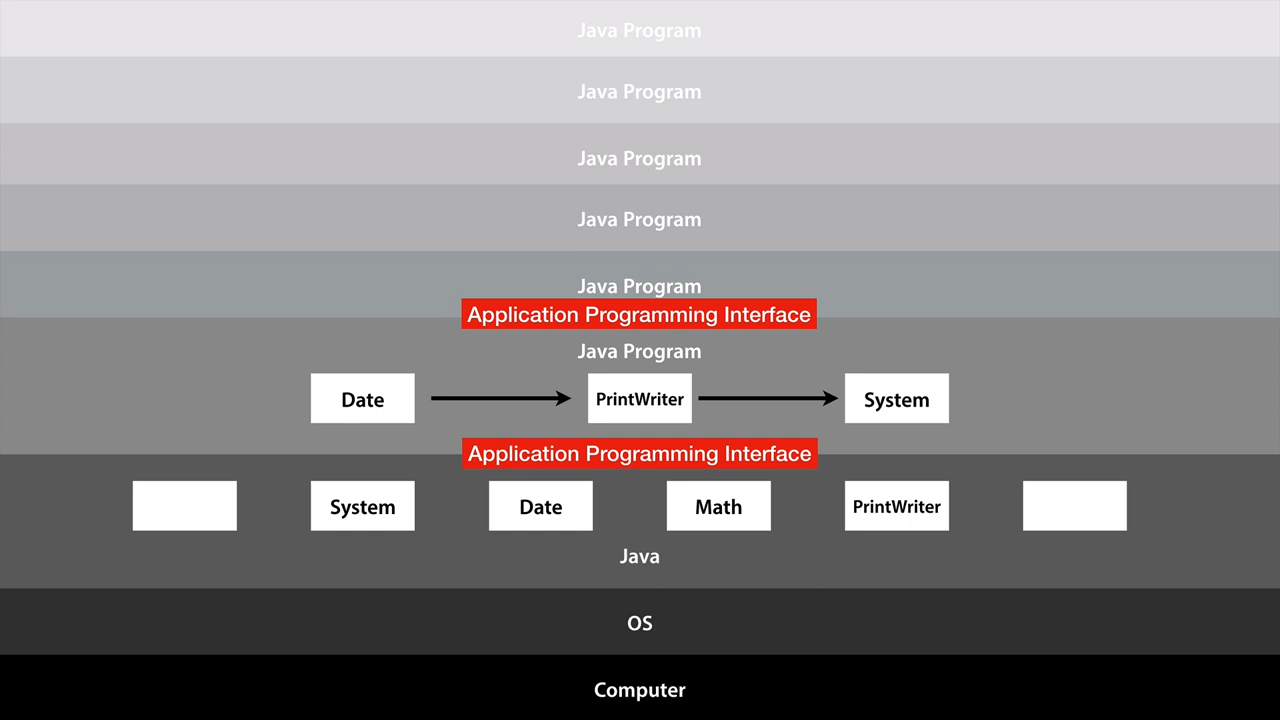 Java Program
Java Program
Java Program
Java Program
Java Program
Application Programming Interface
Java Program
Date PrintWriter System
Application Programming Interface
System Date Math PrintWriter
Java
OS
Computer